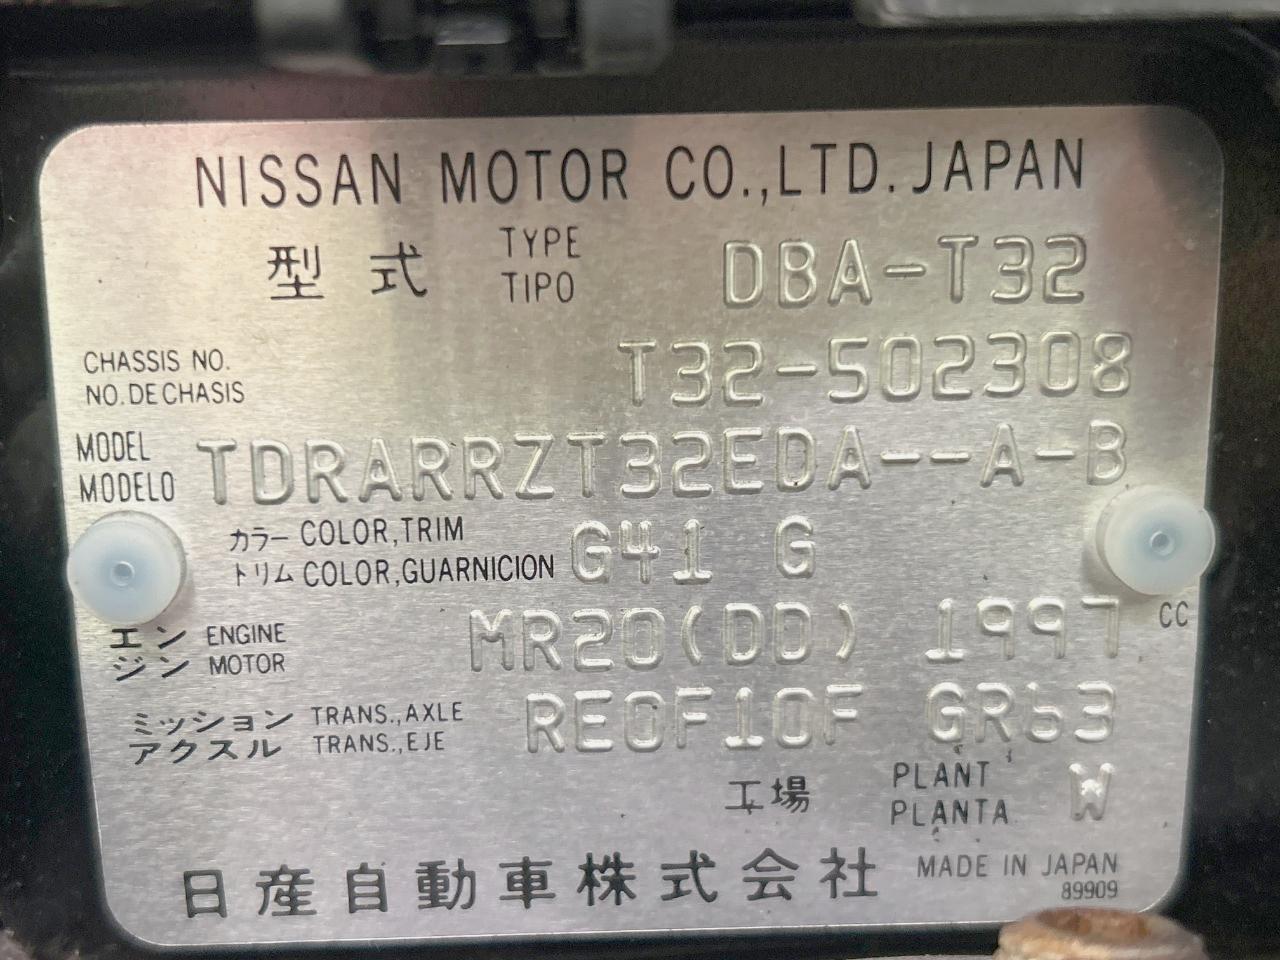 NISSAN MOTOR CO.,LTD. JAPAN
型式 TYPE TIPO DBA-T32
CHASSIS NO. NO. DE CHASIS T32-502308
MODEL MODELO TDRARRZT32EDA--A-B
カラー COLOR,TRIM
トリム COLOR,GUARNICION G41 G
エンジン ENGINE MOTOR MR20(DD) 1997 CC
ミッション TRANS.,AXLE
アクスル TRANS.,EJE RE0F10F GR63
工場 PLANT PLANTA W
日産自動車株式会社 MADE IN JAPAN
89909